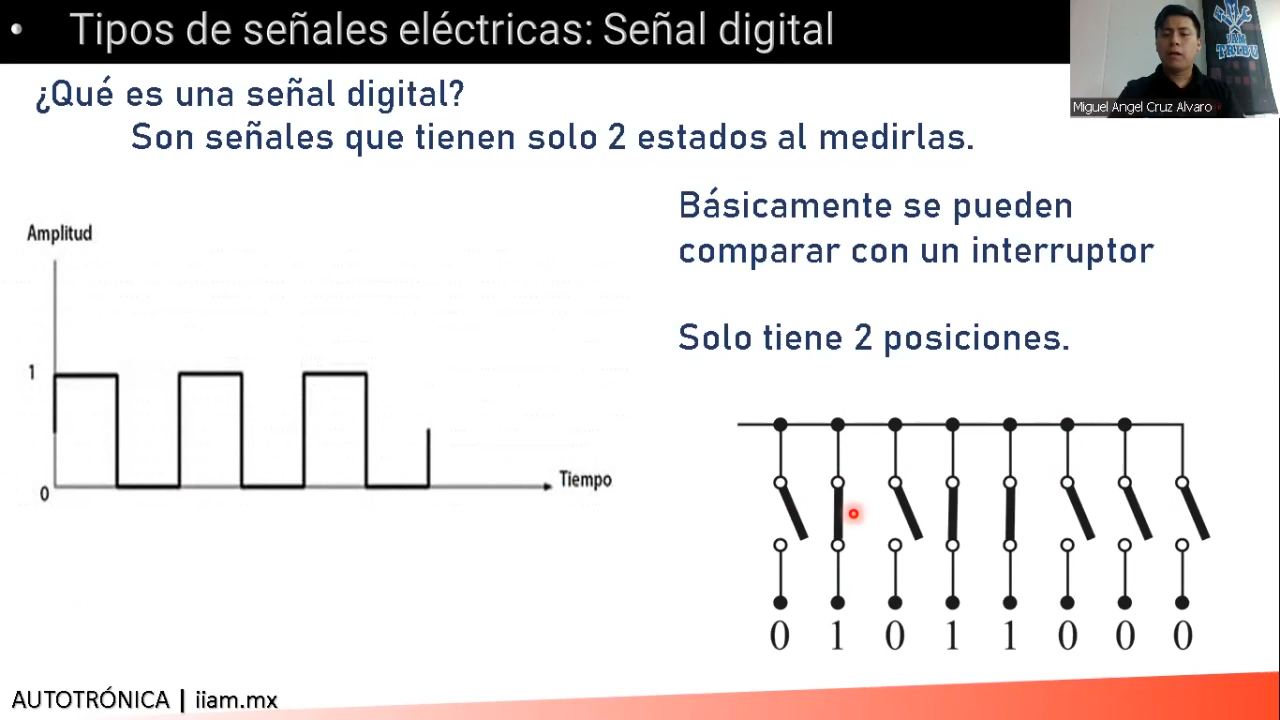 • Tipos de señales eléctricas: Señal digital
TRIBU
Miguel Angel Cruz Alvaro
¿Qué es una señal digital?
Son señales que tienen solo 2 estados al medirlas.
Básicamente se pueden
comparar con un interruptor
Solo tiene 2 posiciones.
Amplitud
1
0
Tiempo
0 1 0 1 1 0 0 0
AUTOTRÓNICA | iiam.mx